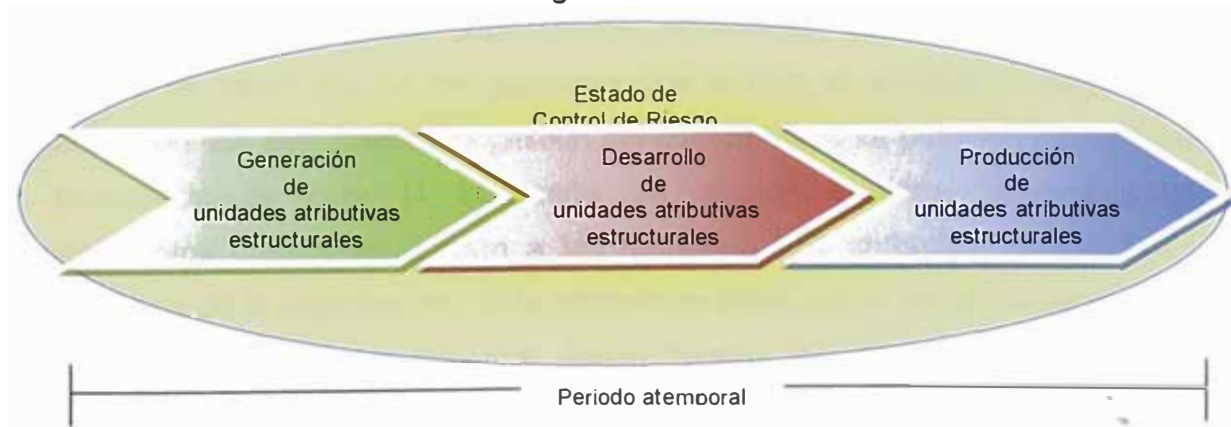 Estado de
Control de Riesgo
Generación
de
unidades atributivas
estructurales
Desarrollo
de
unidades atributivas
estructurales
Producción
de
unidades atributivas
estructurales
Periodo atemporal